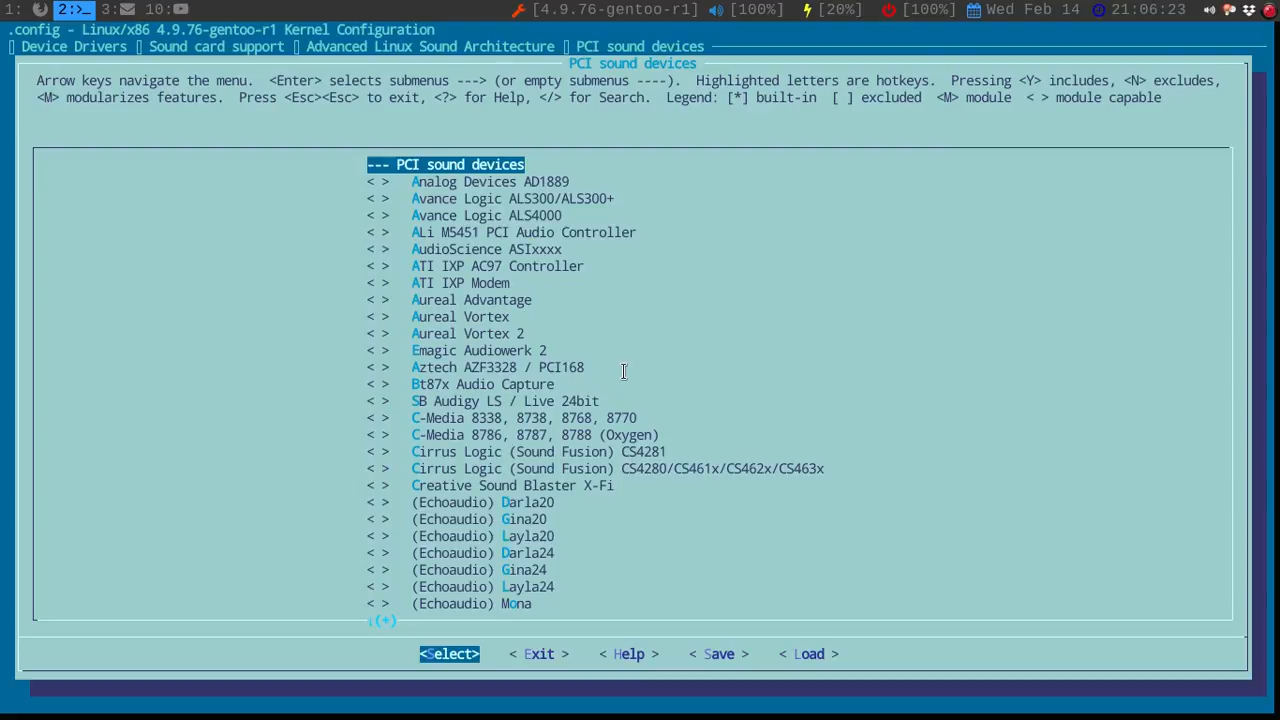 1: 2:>_ 3: 10: [4.9.76-gentoo-r1] [100%] [20%] [100%] Wed Feb 14 21:06:23
.config - Linux/x86 4.9.76-gentoo-r1 Kernel Configuration
Device Drivers Sound card support Advanced Linux Sound Architecture PCI sound devices
PCI sound devices
Arrow keys navigate the menu. <Enter> selects submenus ---> (or empty submenus ----). Highlighted letters are hotkeys. Pressing <Y> includes, <N> excludes,
<M> modularizes features. Press <Esc><Esc> to exit, <?> for Help, </> for Search. Legend: [*] built-in [ ] excluded <M> module < > module capable
--- PCI sound devices
< > Analog Devices AD1889
< > Avance Logic ALS300/ALS300+
< > Avance Logic ALS4000
< > ALi M5451 PCI Audio Controller
< > AudioScience ASIxxxx
< > ATI IXP AC97 Controller
< > ATI IXP Modem
< > Aureal Advantage
< > Aureal Vortex
< > Aureal Vortex 2
< > Emagic Audiowerk 2
< > Aztech AZF3328 / PCI168
< > Bt87x Audio Capture
< > SB Audigy LS / Live 24bit
< > C-Media 8338, 8738, 8768, 8770
< > C-Media 8786, 8787, 8788 (Oxygen)
< > Cirrus Logic (Sound Fusion) CS4281
< > Cirrus Logic (Sound Fusion) CS4280/CS461x/CS462x/CS463x
< > Creative Sound Blaster X-Fi
< > (Echoaudio) Darla20
< > (Echoaudio) Gina20
< > (Echoaudio) Layla20
< > (Echoaudio) Darla24
< > (Echoaudio) Gina24
< > (Echoaudio) Layla24
< > (Echoaudio) Mona
↓(+)
<Select> < Exit > < Help > < Save > < Load >